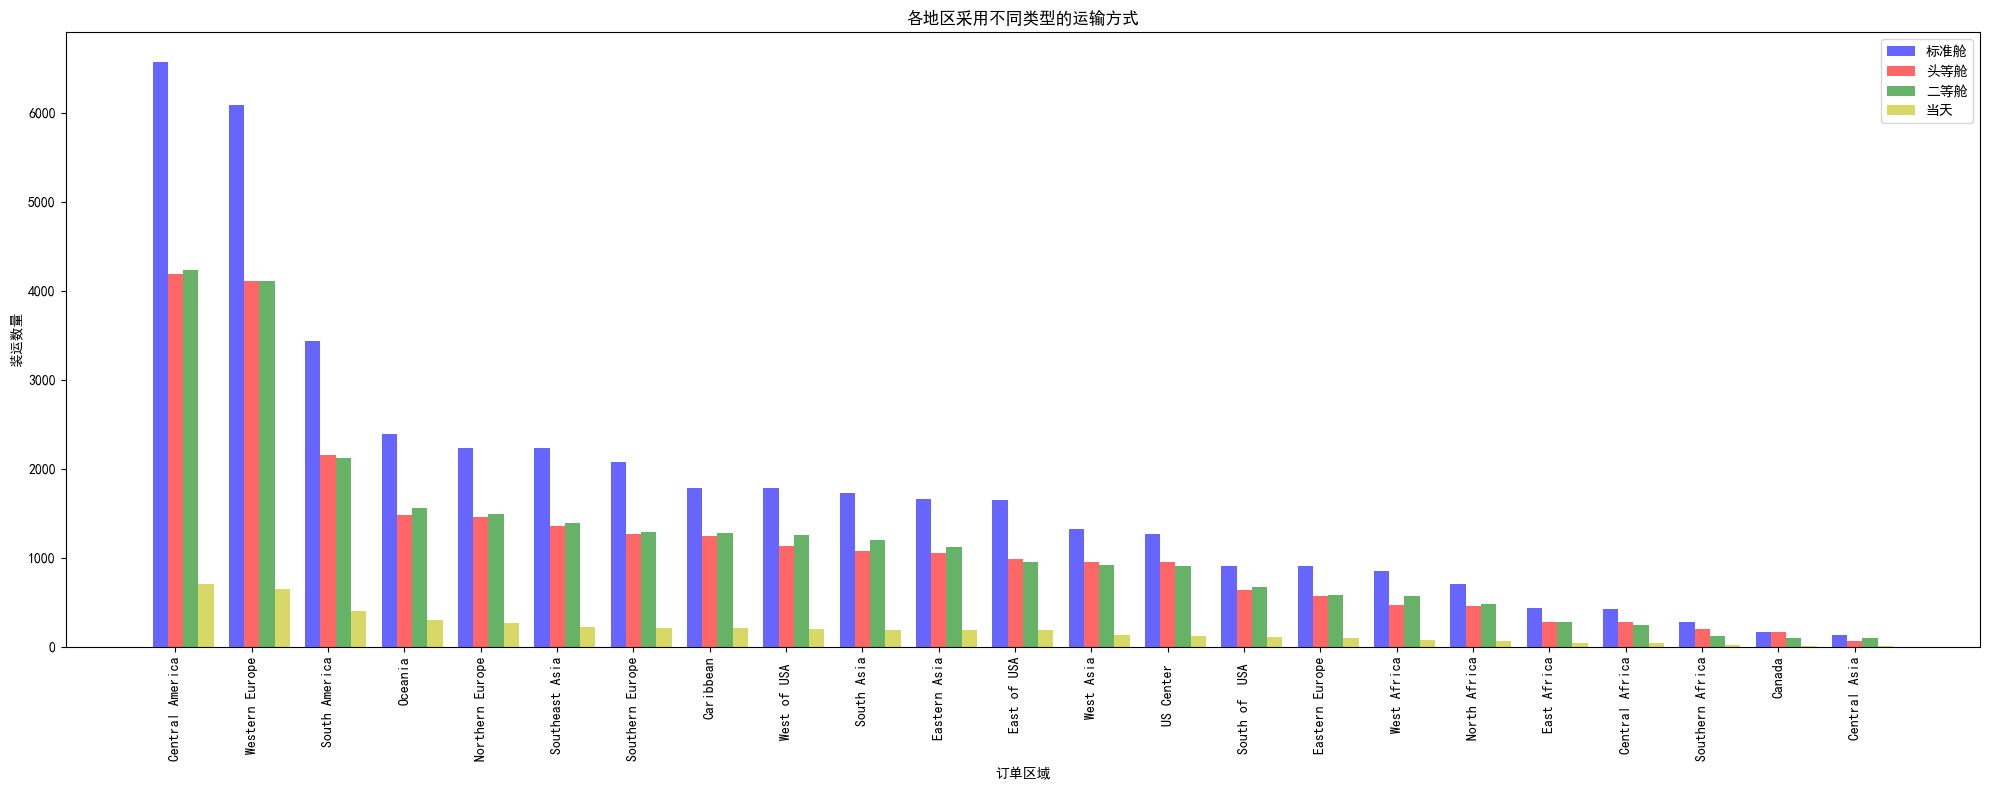 各地区采用不同类型的运输方式
标准舱
头等舱
二等舱
当天
装运数量
6000
5000
4000
3000
2000
1000
0
Central America
Western Europe
South America
Oceania
Northern Europe
Southeast Asia
Southern Europe
Caribbean
West of USA
South Asia
Eastern Asia
East of USA
West Asia
US Center
South of  USA
Eastern Europe
West Africa
North Africa
East Africa
Central Africa
Southern Africa
Canada
Central Asia
订单区域